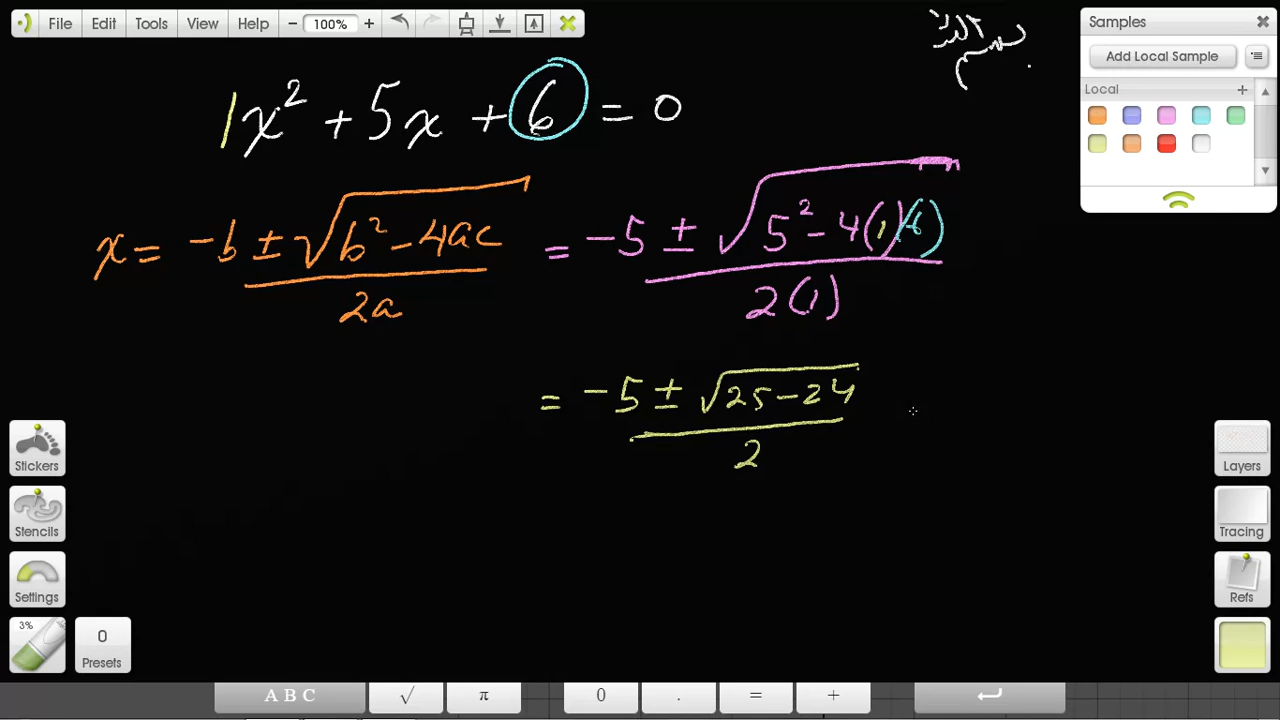 File Edit Tools View Help − 100% +
بسم الله
Samples
Add Local Sample
Local +
1x² + 5x + 6 = 0
x = -b ± √b² - 4ac / 2a = -5 ± √5² - 4(1)(6) / 2(1)
= -5 ± √25 - 24 / 2
Stickers
Stencils
Settings
3%
0
Presets
Layers
Tracing
Refs
A B C √ π 0 . = +